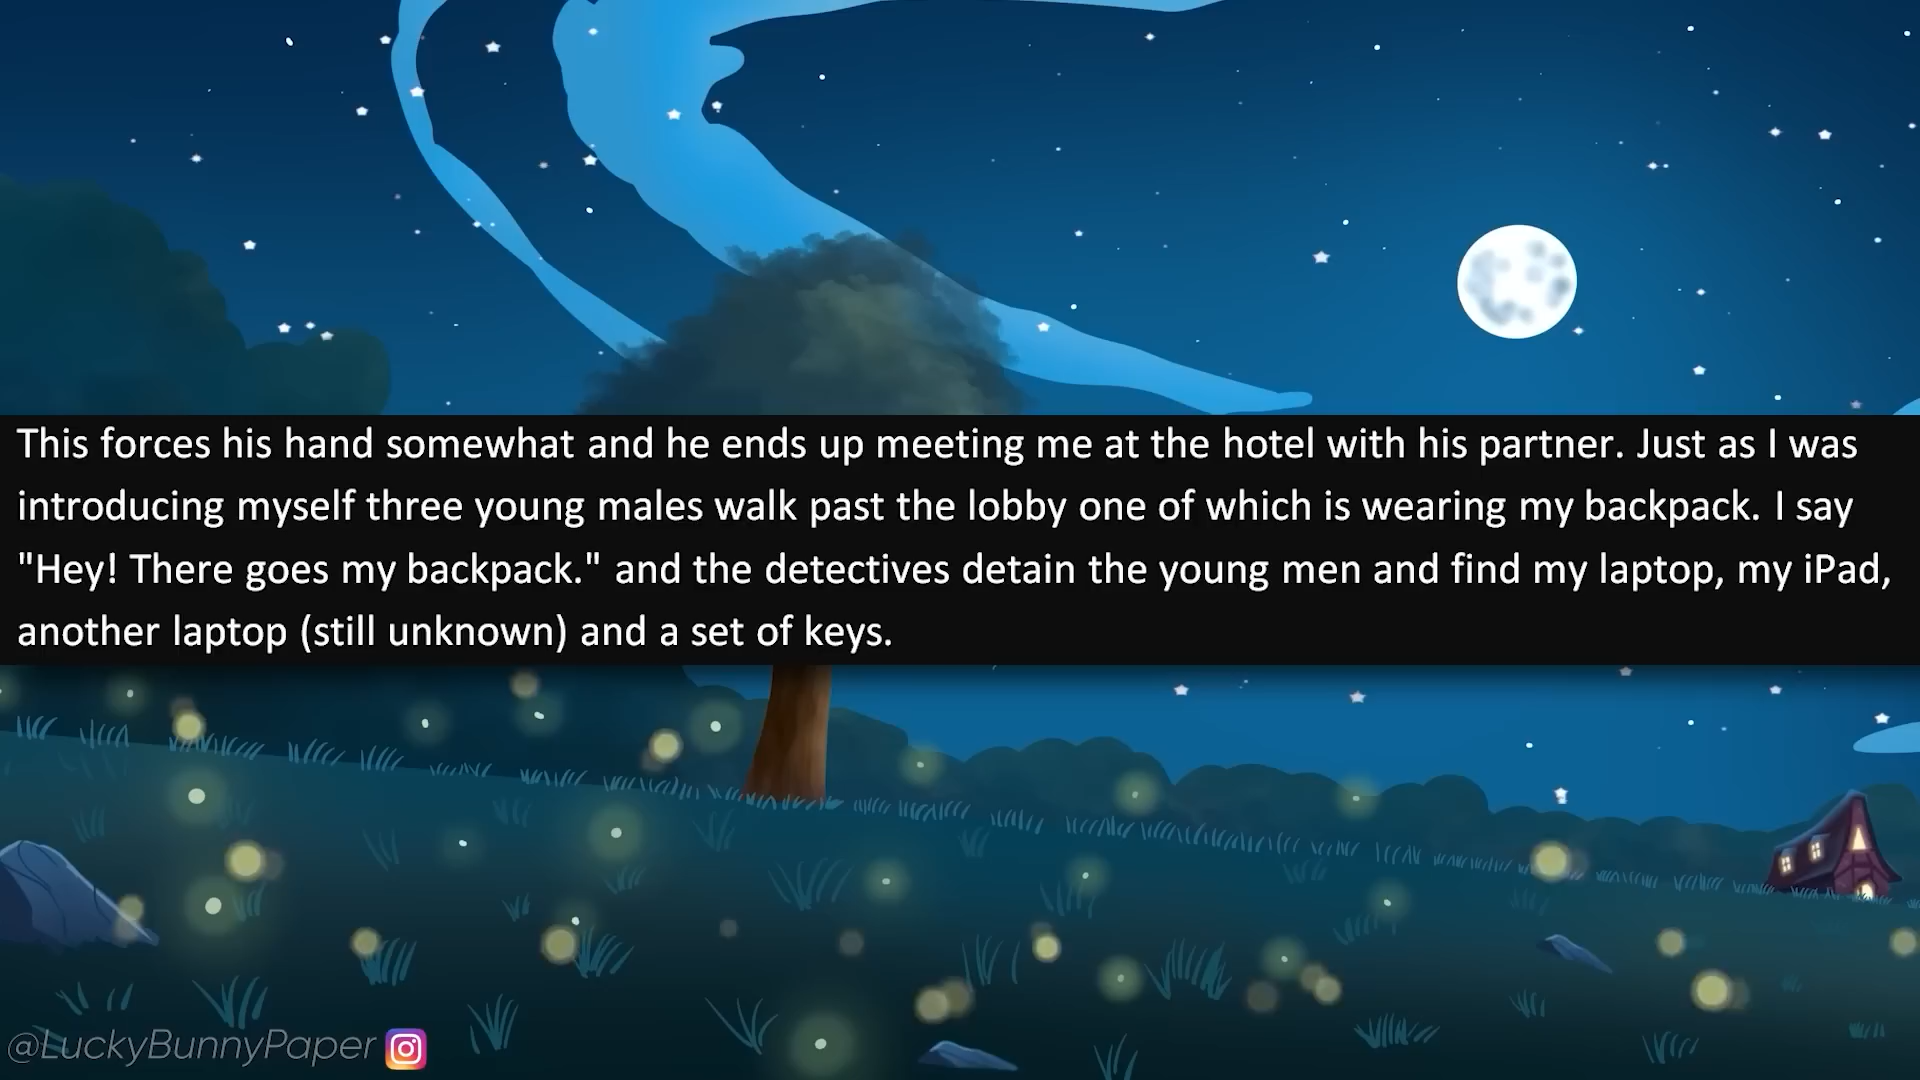 This forces his hand somewhat and he ends up meeting me at the hotel with his partner. Just as I was
introducing myself three young males walk past the lobby one of which is wearing my backpack. I say
"Hey! There goes my backpack." and the detectives detain the young men and find my laptop, my iPad,
another laptop (still unknown) and a set of keys.
@LuckyBunnyPaper